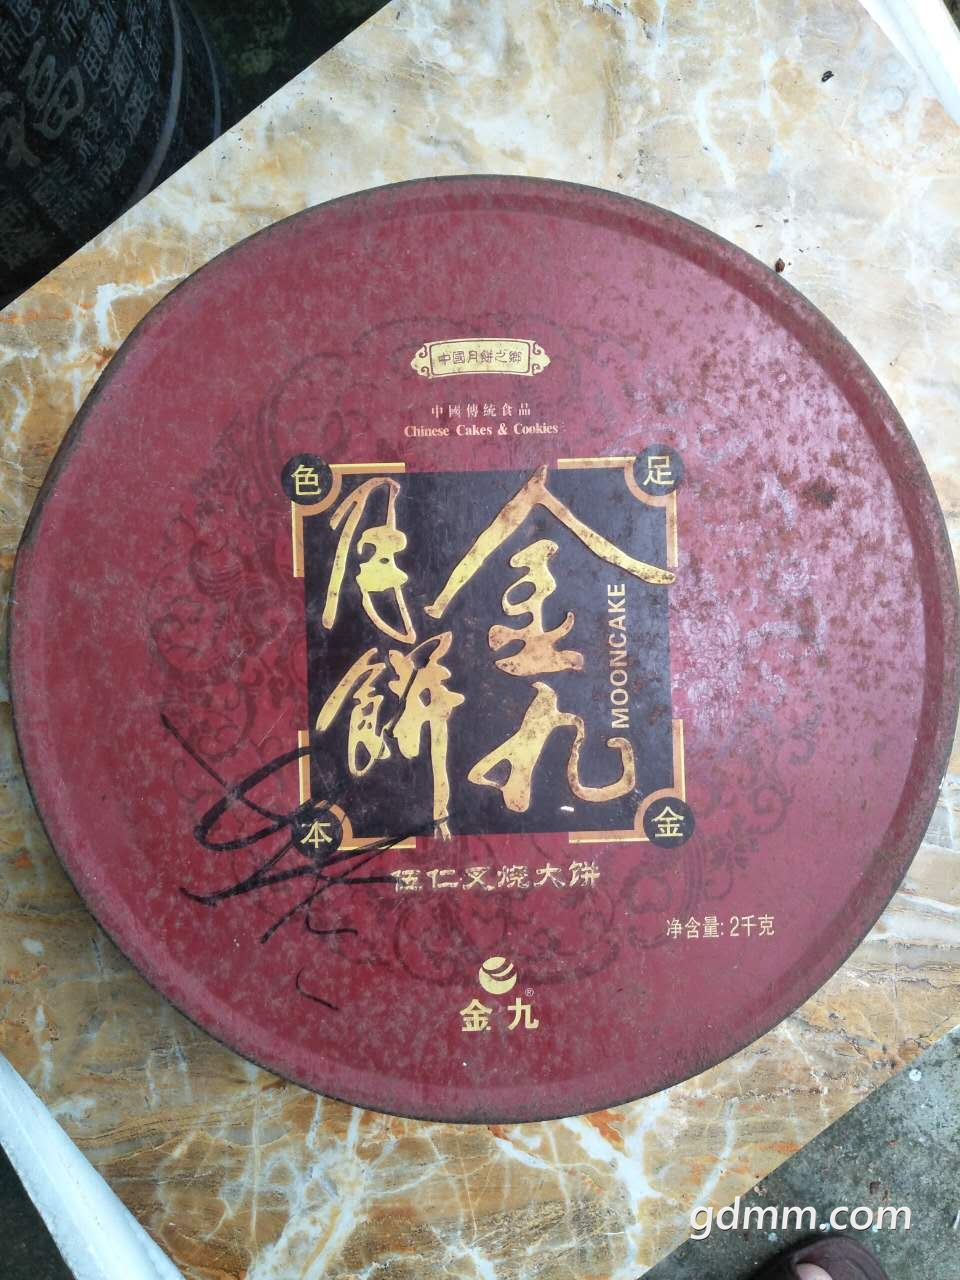 中國月餅之鄉
中國傳統食品
Chinese Cakes & Cookies
足
金
本
色
金九
月餅
MOONCAKE
伍仁叉烧大饼
净含量: 2千克
®
金九
gdmm.com